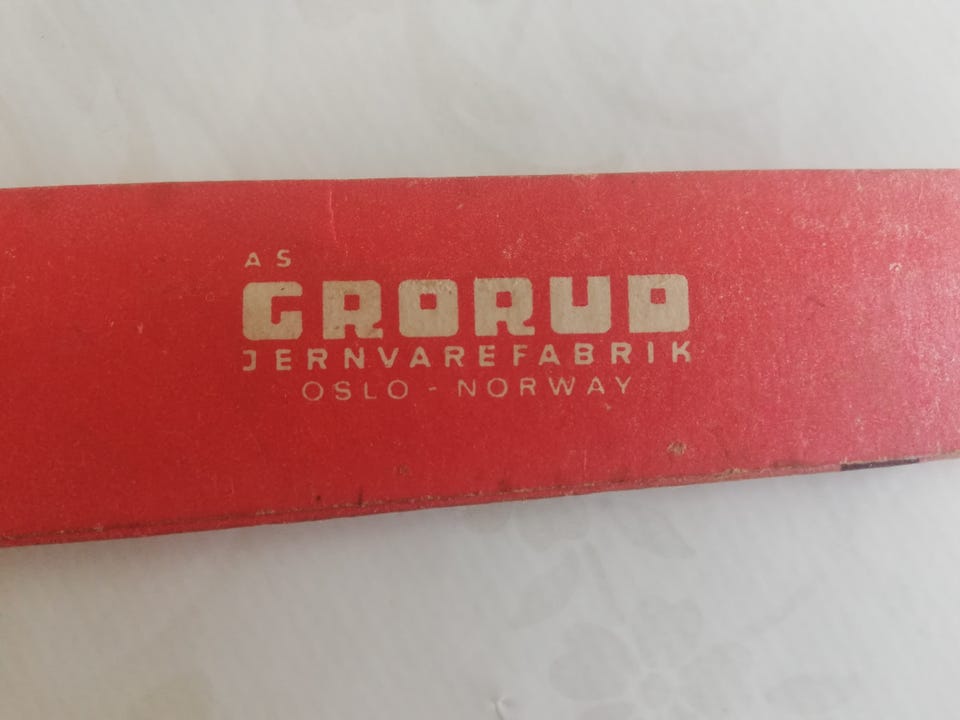 AS
GRORUD
JERNVAREFABRIK
OSLO - NORWAY